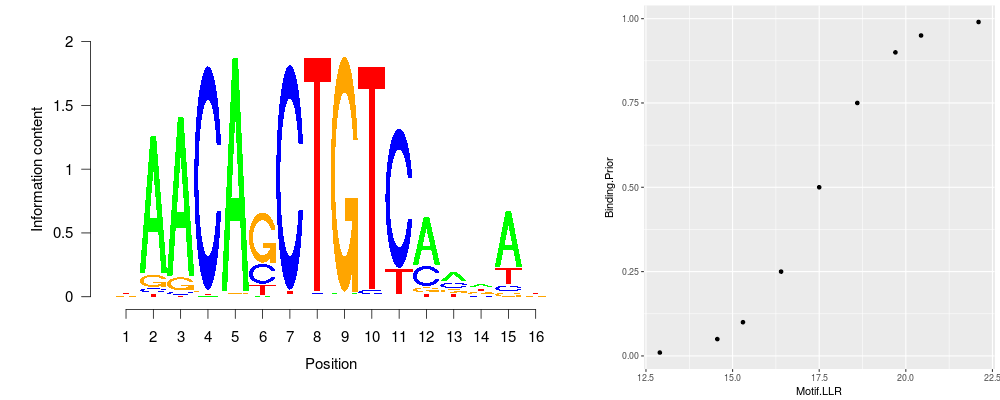 Information content
2
1.5
1
0.5
0
A A C A G C T G T C A A A
G G C C T C
T
1 2 3 4 5 6 7 8 9 10 11 12 13 14 15 16
Position
Binding.Prior
1.00
0.75
0.50
0.25
0.00
12.5 15.0 17.5 20.0 22.5
Motif.LLR